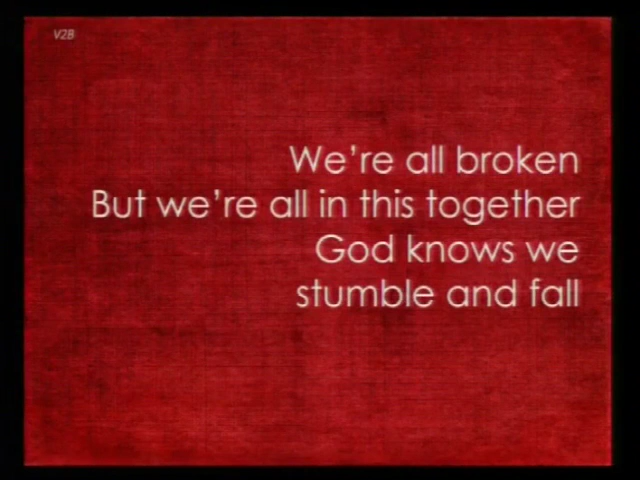 V2B
We're all broken
But we're all in this together
God knows we
stumble and fall